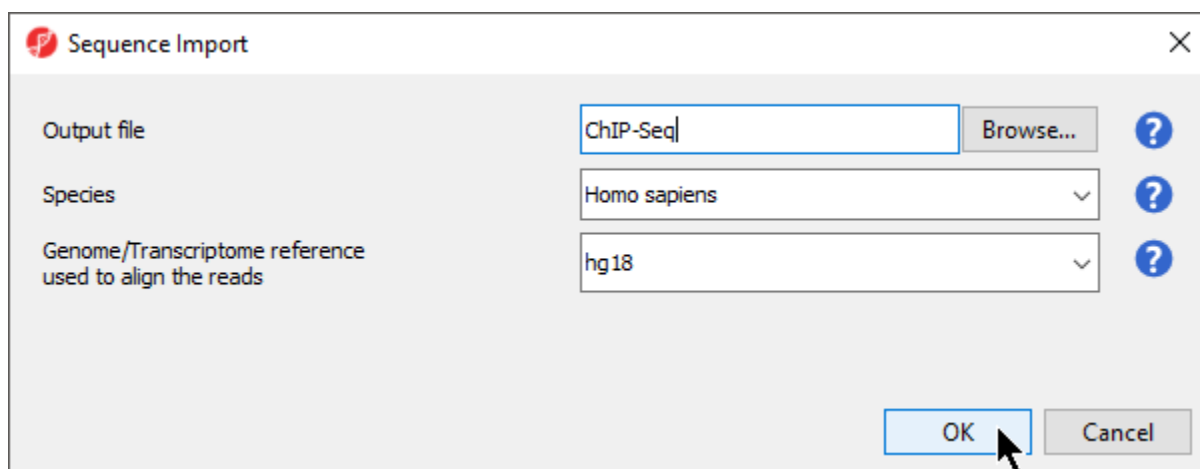 Sequence Import
Output file
ChIP-Seq
Browse...
?
Species
Homo sapiens
?
Genome/Transcriptome reference
used to align the reads
hg18
?
OK
Cancel